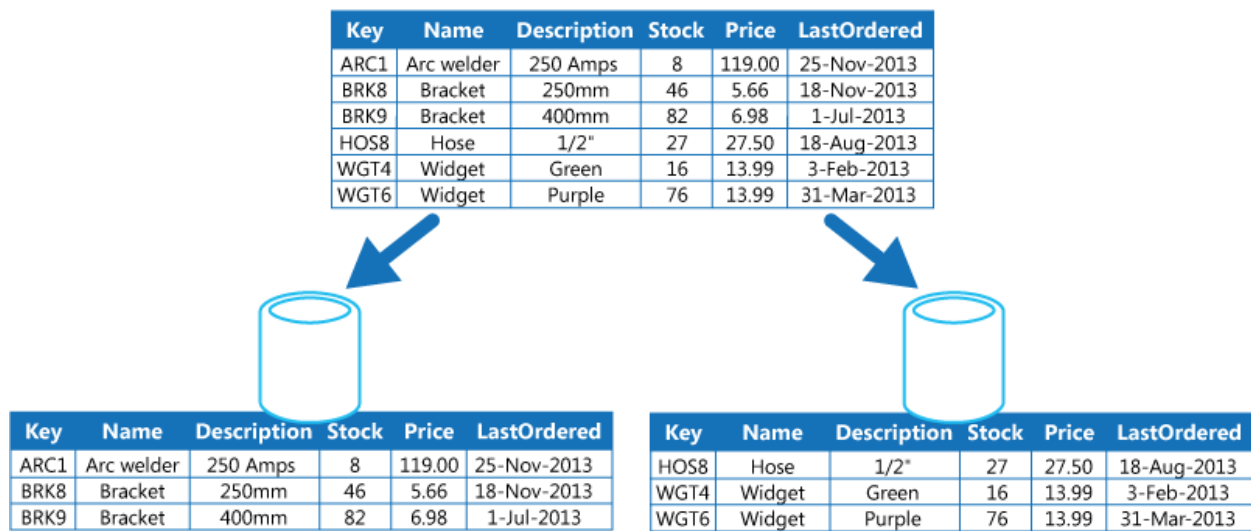 Key Name Description Stock Price LastOrdered
ARC1 Arc welder 250 Amps 8 119.00 25-Nov-2013
BRK8 Bracket 250mm 46 5.66 18-Nov-2013
BRK9 Bracket 400mm 82 6.98 1-Jul-2013
HOS8 Hose 1/2" 27 27.50 18-Aug-2013
WGT4 Widget Green 16 13.99 3-Feb-2013
WGT6 Widget Purple 76 13.99 31-Mar-2013
Key Name Description Stock Price LastOrdered
ARC1 Arc welder 250 Amps 8 119.00 25-Nov-2013
BRK8 Bracket 250mm 46 5.66 18-Nov-2013
BRK9 Bracket 400mm 82 6.98 1-Jul-2013
Key Name Description Stock Price LastOrdered
HOS8 Hose 1/2" 27 27.50 18-Aug-2013
WGT4 Widget Green 16 13.99 3-Feb-2013
WGT6 Widget Purple 76 13.99 31-Mar-2013